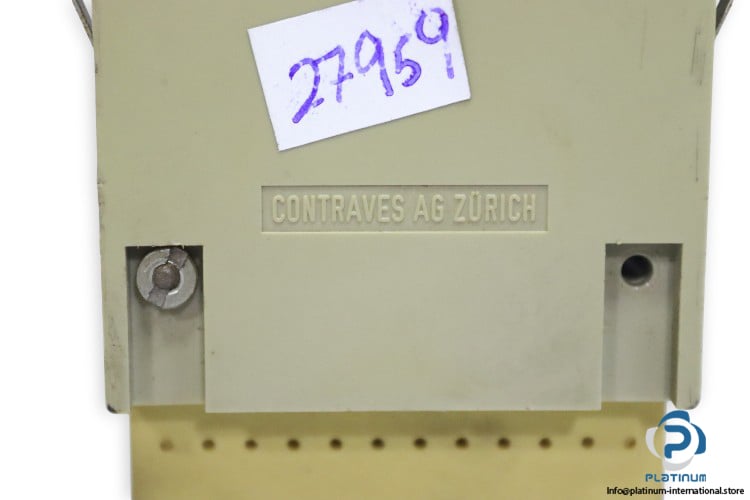 27959
CONTRAVES AG ZÜRICH
PLATINUM
Info@platinum-international.store